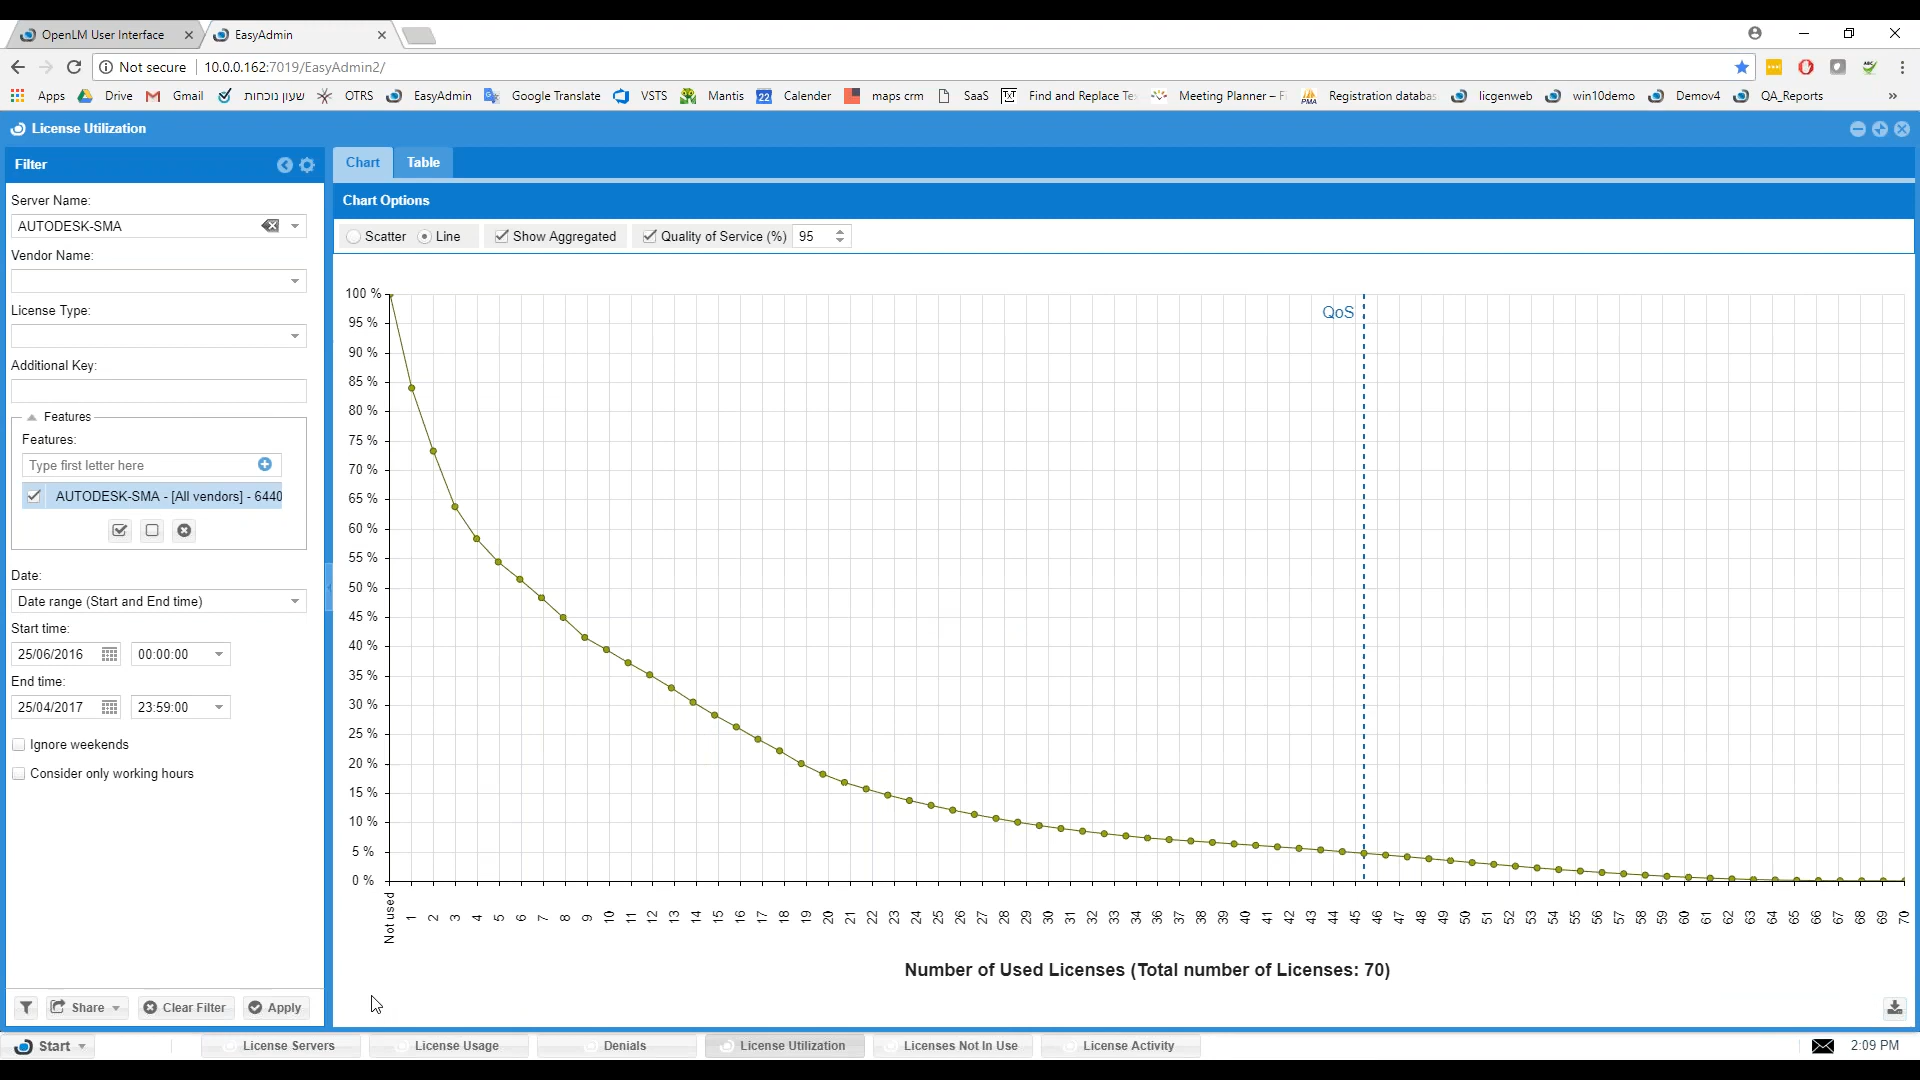 OpenLM User Interface
EasyAdmin
Not secure 10.0.0.162:7019/EasyAdmin2/
Apps Drive Gmail שעון נוכחות OTRS EasyAdmin Google Translate VSTS Mantis 22 Calender maps crm SaaS Find and Replace Te Meeting Planner – F PMA Registration databas licgenweb win10demo Demov4 QA_Reports »
License Utilization
Filter
Server Name:
AUTODESK-SMA
Vendor Name:
License Type:
Additional Key:
Features
Features:
Type first letter here
AUTODESK-SMA - [All vendors] - 6440
Date:
Date range (Start and End time)
Start time:
25/06/2016 00:00:00
End time:
25/04/2017 23:59:00
Ignore weekends
Consider only working hours
Share Clear Filter Apply
Chart Table
Chart Options
Scatter Line Show Aggregated Quality of Service (%) 95
QoS
100 %
95 %
90 %
85 %
80 %
75 %
70 %
65 %
60 %
55 %
50 %
45 %
40 %
35 %
30 %
25 %
20 %
15 %
10 %
5 %
0 %
Not used 1 2 3 4 5 6 7 8 9 10 11 12 13 14 15 16 17 18 19 20 21 22 23 24 25 26 27 28 29 30 31 32 33 34 36 37 38 39 40 41 42 43 44 45 46 47 48 49 50 51 52 53 54 55 56 57 58 59 60 61 62 63 64 65 66 67 68 69 70
Number of Used Licenses (Total number of Licenses: 70)
Start License Servers License Usage Denials License Utilization Licenses Not In Use License Activity 2:09 PM